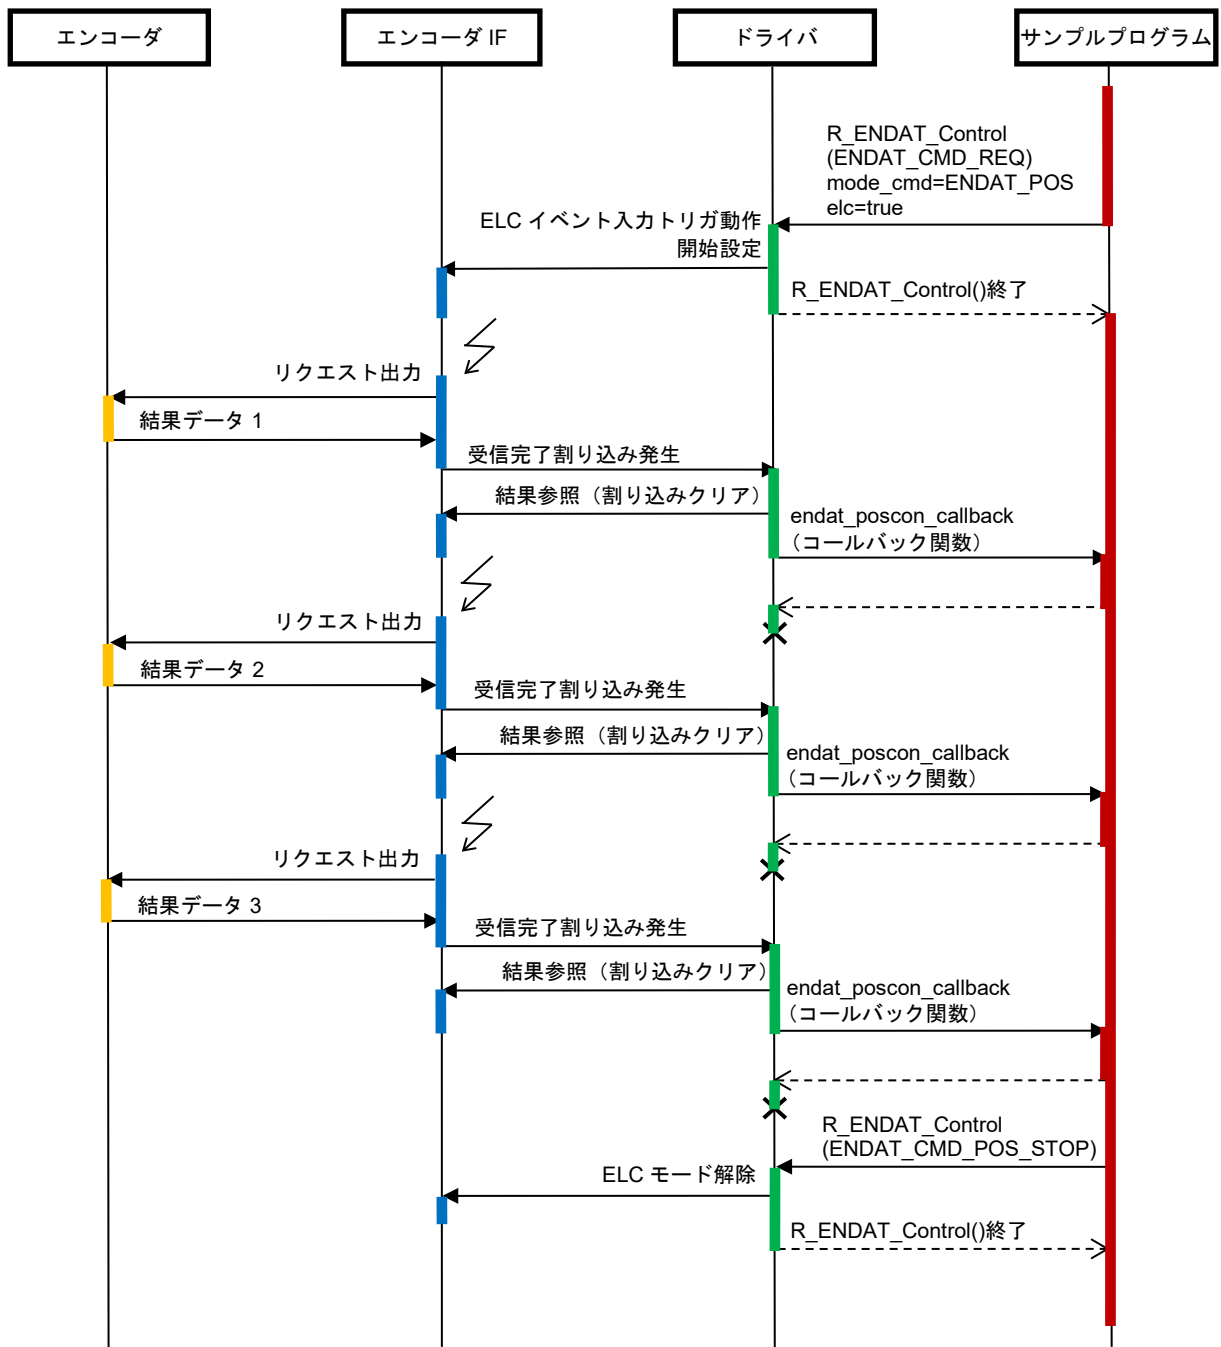 エンコーダ
エンコーダ IF
ドライバ
サンプルプログラム
R_ENDAT_Control
(ENDAT_CMD_REQ)
mode_cmd=ENDAT_POS
elc=true
ELC イベント入力トリガ動作
開始設定
R_ENDAT_Control()終了
リクエスト出力
結果データ 1
受信完了割り込み発生
結果参照（割り込みクリア）
endat_poscon_callback
（コールバック関数）
リクエスト出力
結果データ 2
受信完了割り込み発生
結果参照（割り込みクリア）
endat_poscon_callback
（コールバック関数）
リクエスト出力
結果データ 3
受信完了割り込み発生
結果参照（割り込みクリア）
endat_poscon_callback
（コールバック関数）
R_ENDAT_Control
(ENDAT_CMD_POS_STOP)
ELC モード解除
R_ENDAT_Control()終了